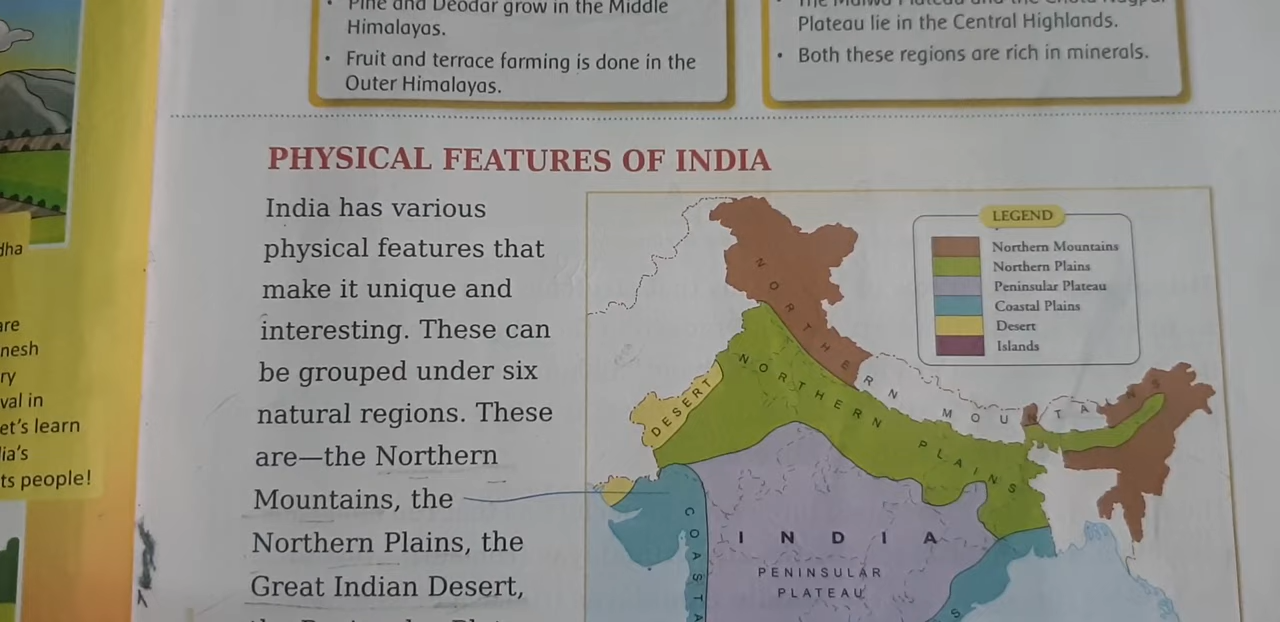 Pine and Deodar grow in the Middle
Himalayas.
• Fruit and terrace farming is done in the
Outer Himalayas.
Plateau lie in the Central Highlands.
• Both these regions are rich in minerals.
PHYSICAL FEATURES OF INDIA
India has various
physical features that
make it unique and
interesting. These can
be grouped under six
natural regions. These
are—the Northern
Mountains, the
Northern Plains, the
Great Indian Desert,
LEGEND
Northern Mountains
Northern Plains
Peninsular Plateau
Coastal Plains
Desert
Islands
NORTHERN MOUNTAINS
NORTHERN PLAINS
DESERT
INDIA
PENINSULAR
PLATEAU
COASTA
S
dha
are
nesh
ry
val in
et's learn
lia's
ts people!